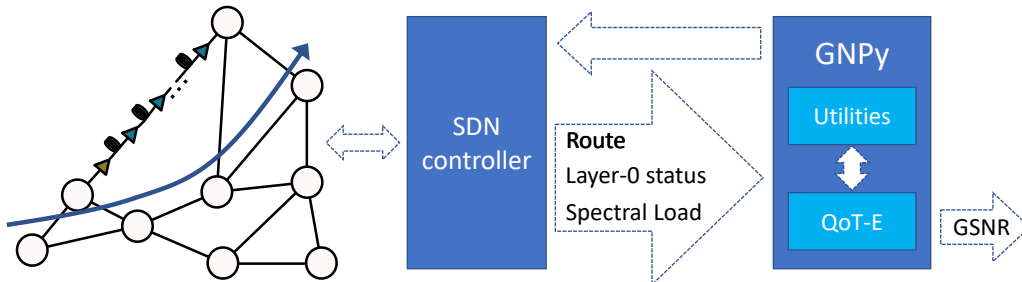 SDN
controller
Route
Layer-0 status
Spectral Load
GNPy
Utilities
QoT-E
GSNR